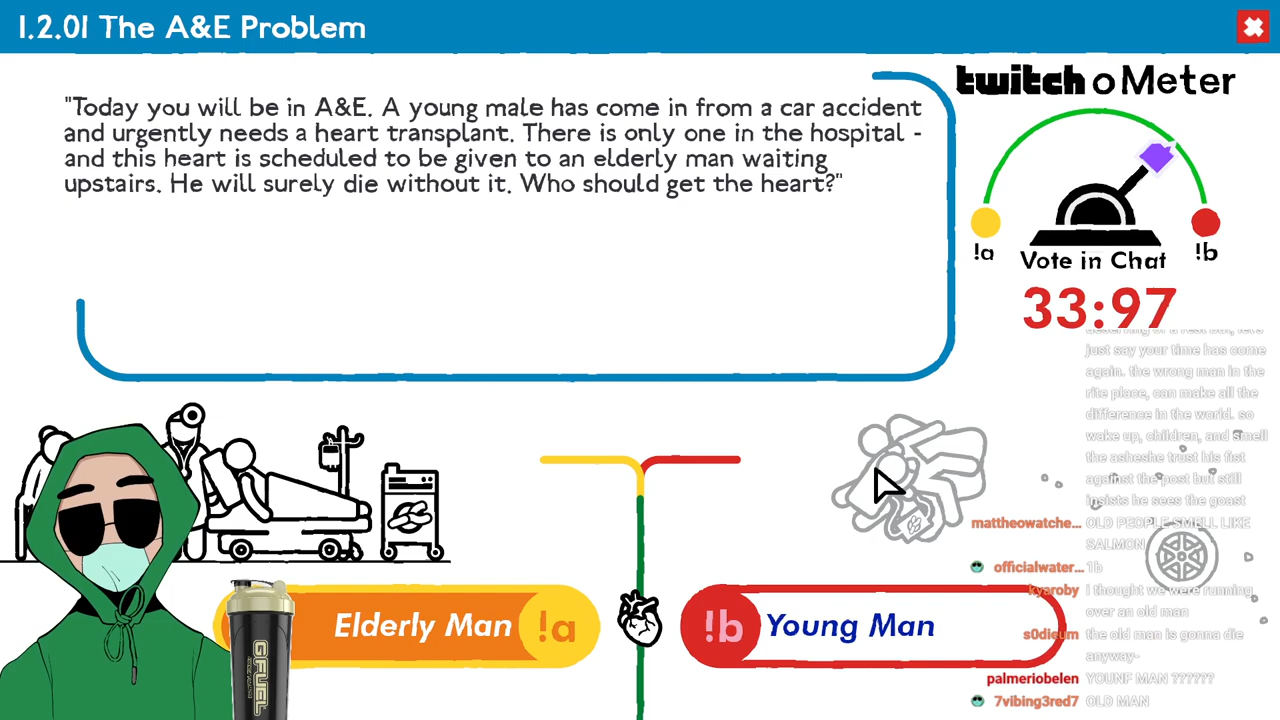 1.2.01 The A&E Problem
"Today you will be in A&E. A young male has come in from a car accident
and urgently needs a heart transplant. There is only one in the hospital -
and this heart is scheduled to be given to an elderly man waiting
upstairs. He will surely die without it. Who should get the heart?"
twitch o Meter
!a
!b
Vote in Chat
33:97
just say your time has come
again. the wrong man in the
rite place, can make all the
difference in the world. so
wake up, children, and smell
the asheshe trust his fist
against the post but still
insists he sees the goast
mattheowatche... OLD PEOPLE SMELL LIKE
SALMON
officialwater... 1b
kyaroby I thought we were running
over an old man
s0dieum the old man is gonna die
anyway-
palmeriobelen YOUNF MAN ??????
7vibing3red7 OLD MAN
Elderly Man !a
!b Young Man
GFUEL